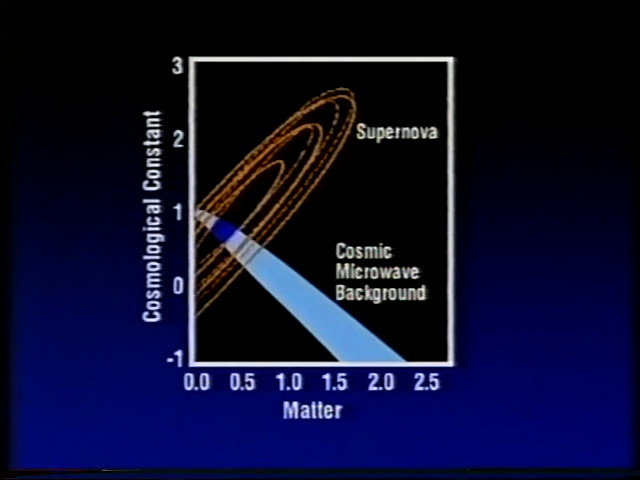 3
Cosmological Constant
2
Supernova
1
Cosmic
Microwave
Background
0
-1
0.0 0.5 1.0 1.5 2.0 2.5
Matter